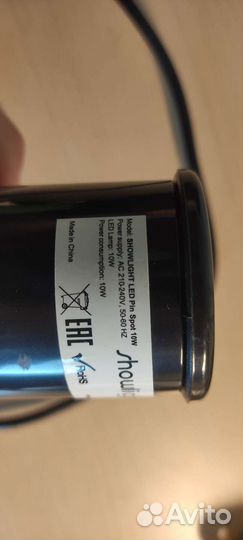 Model: SHOWLIGHT LED Pin Spot 10W
Power supply: AC 210-240V, 50-60 HZ
LED Lamp: 10W
Power consumption: 10W
Made in China
EAC
RoHS
Avito